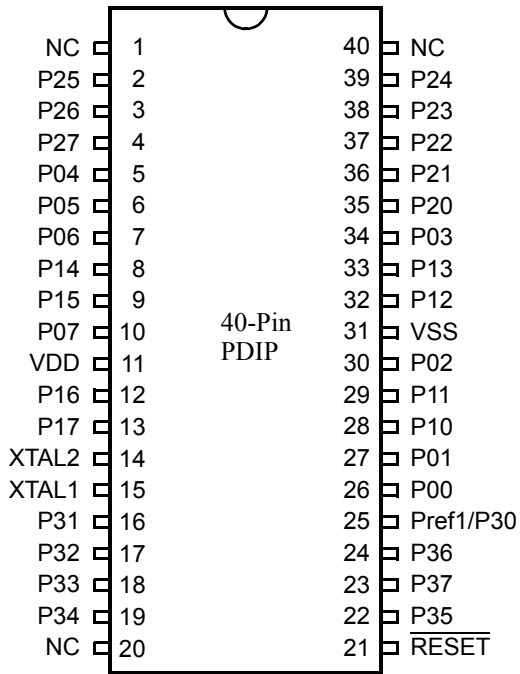 NC 1 40 NC
P25 2 39 P24
P26 3 38 P23
P27 4 37 P22
P04 5 36 P21
P05 6 35 P20
P06 7 34 P03
P14 8 33 P13
P15 9 32 P12
P07 10 40-Pin 31 VSS
VDD 11 PDIP 30 P02
P16 12 29 P11
P17 13 28 P10
XTAL2 14 27 P01
XTAL1 15 26 P00
P31 16 25 Pref1/P30
P32 17 24 P36
P33 18 23 P37
P34 19 22 P35
NC 20 21 RESET